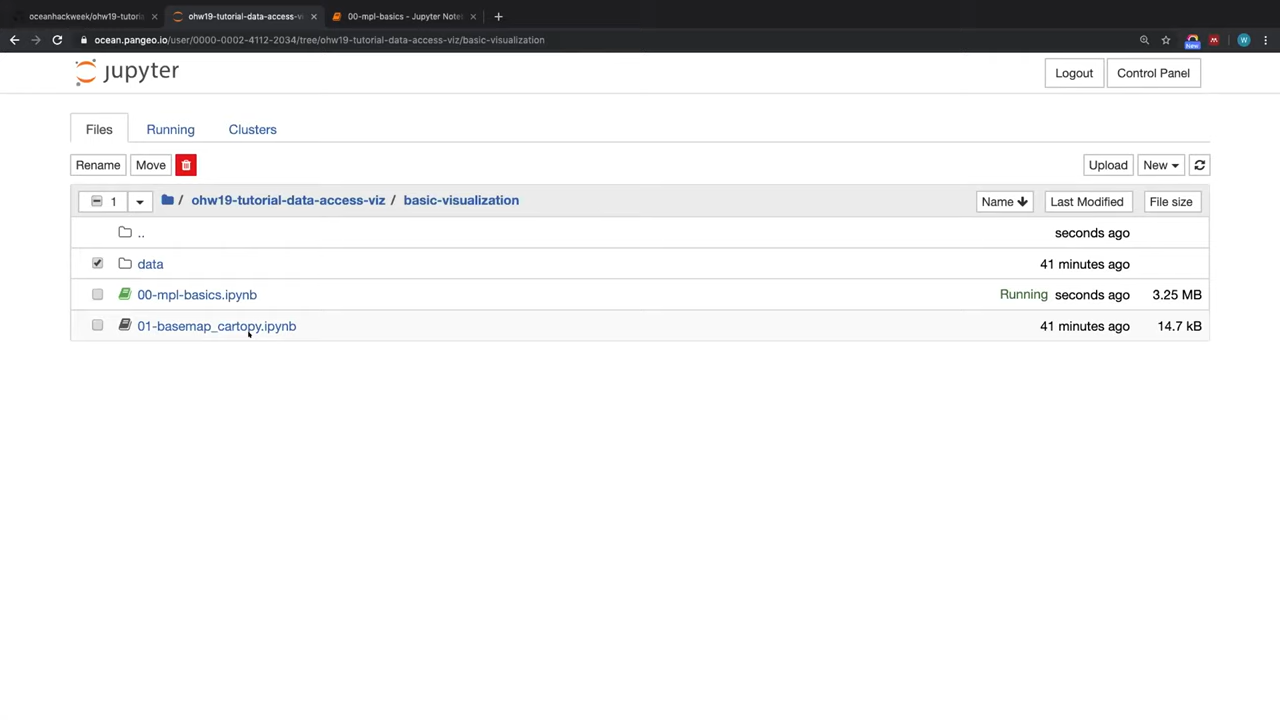 oceanhackweek/ohw19-tutoria
ohw19-tutorial-data-access-vi
00-mpl-basics - Jupyter Note
ocean.pangeo.io/user/0000-0002-4112-2034/tree/ohw19-tutorial-data-access-viz/basic-visualization
New
W
jupyter
Logout
Control Panel
Files
Running
Clusters
Rename
Move
Upload
New
1
/ ohw19-tutorial-data-access-viz / basic-visualization
Name
Last Modified
File size
..
seconds ago
data
41 minutes ago
00-mpl-basics.ipynb
Running seconds ago
3.25 MB
01-basemap_cartopy.ipynb
41 minutes ago
14.7 kB